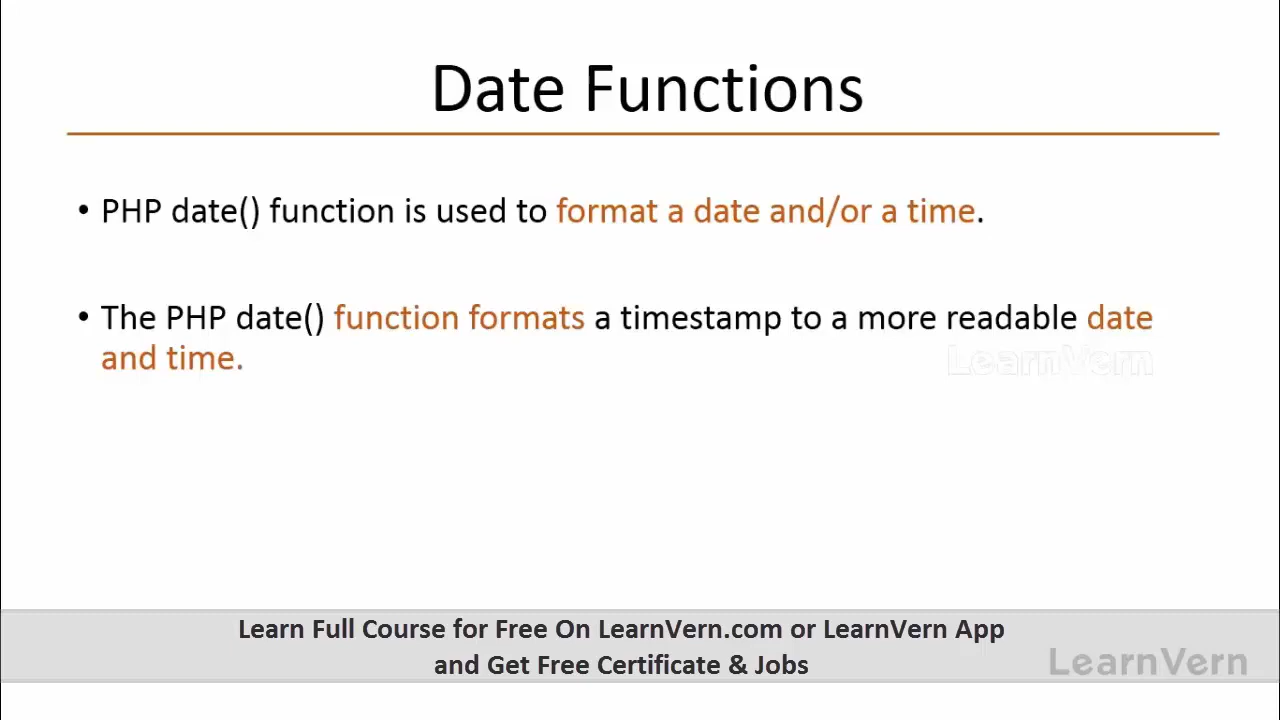 Date Functions
• PHP date() function is used to format a date and/or a time.
• The PHP date() function formats a timestamp to a more readable date
and time.
LearnVern
Learn Full Course for Free On LearnVern.com or LearnVern App
and Get Free Certificate & Jobs
LearnVern